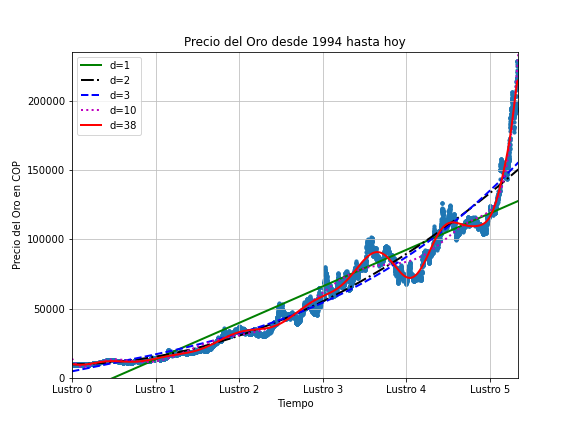 Precio del Oro desde 1994 hasta hoy
d=1
d=2
d=3
d=10
d=38
Precio del Oro en COP
200000
150000
100000
50000
0
Lustro 0 Lustro 1 Lustro 2 Lustro 3 Lustro 4 Lustro 5
Tiempo